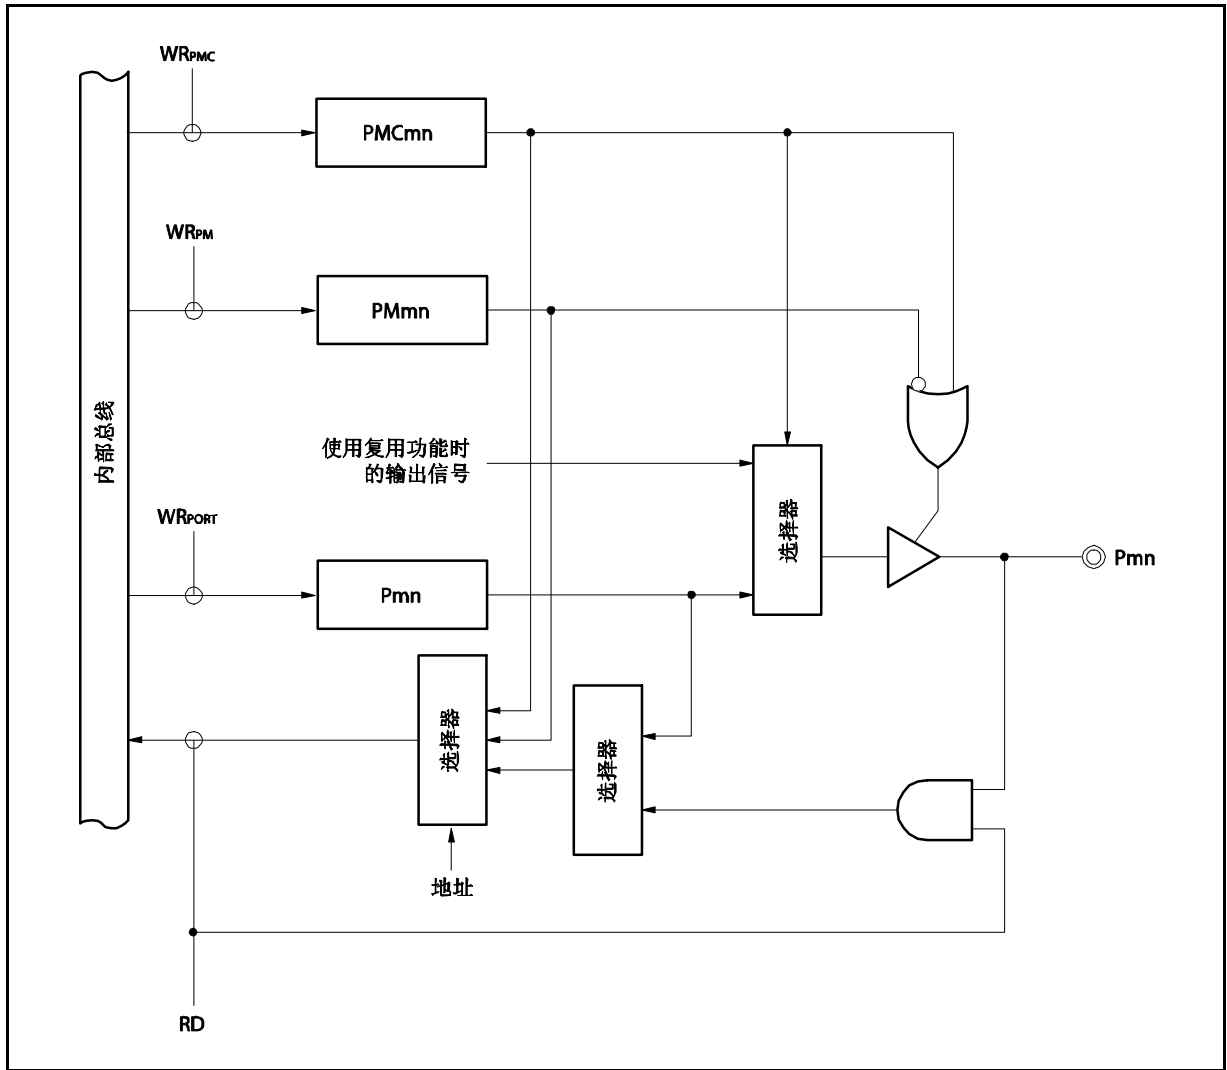 WRPMC
PMCmn
WRPM
PMmn
内部总线
使用复用功能时
的输出信号
选择器
WRPORT
Pmn
Pmn
选择器
选择器
地址
RD